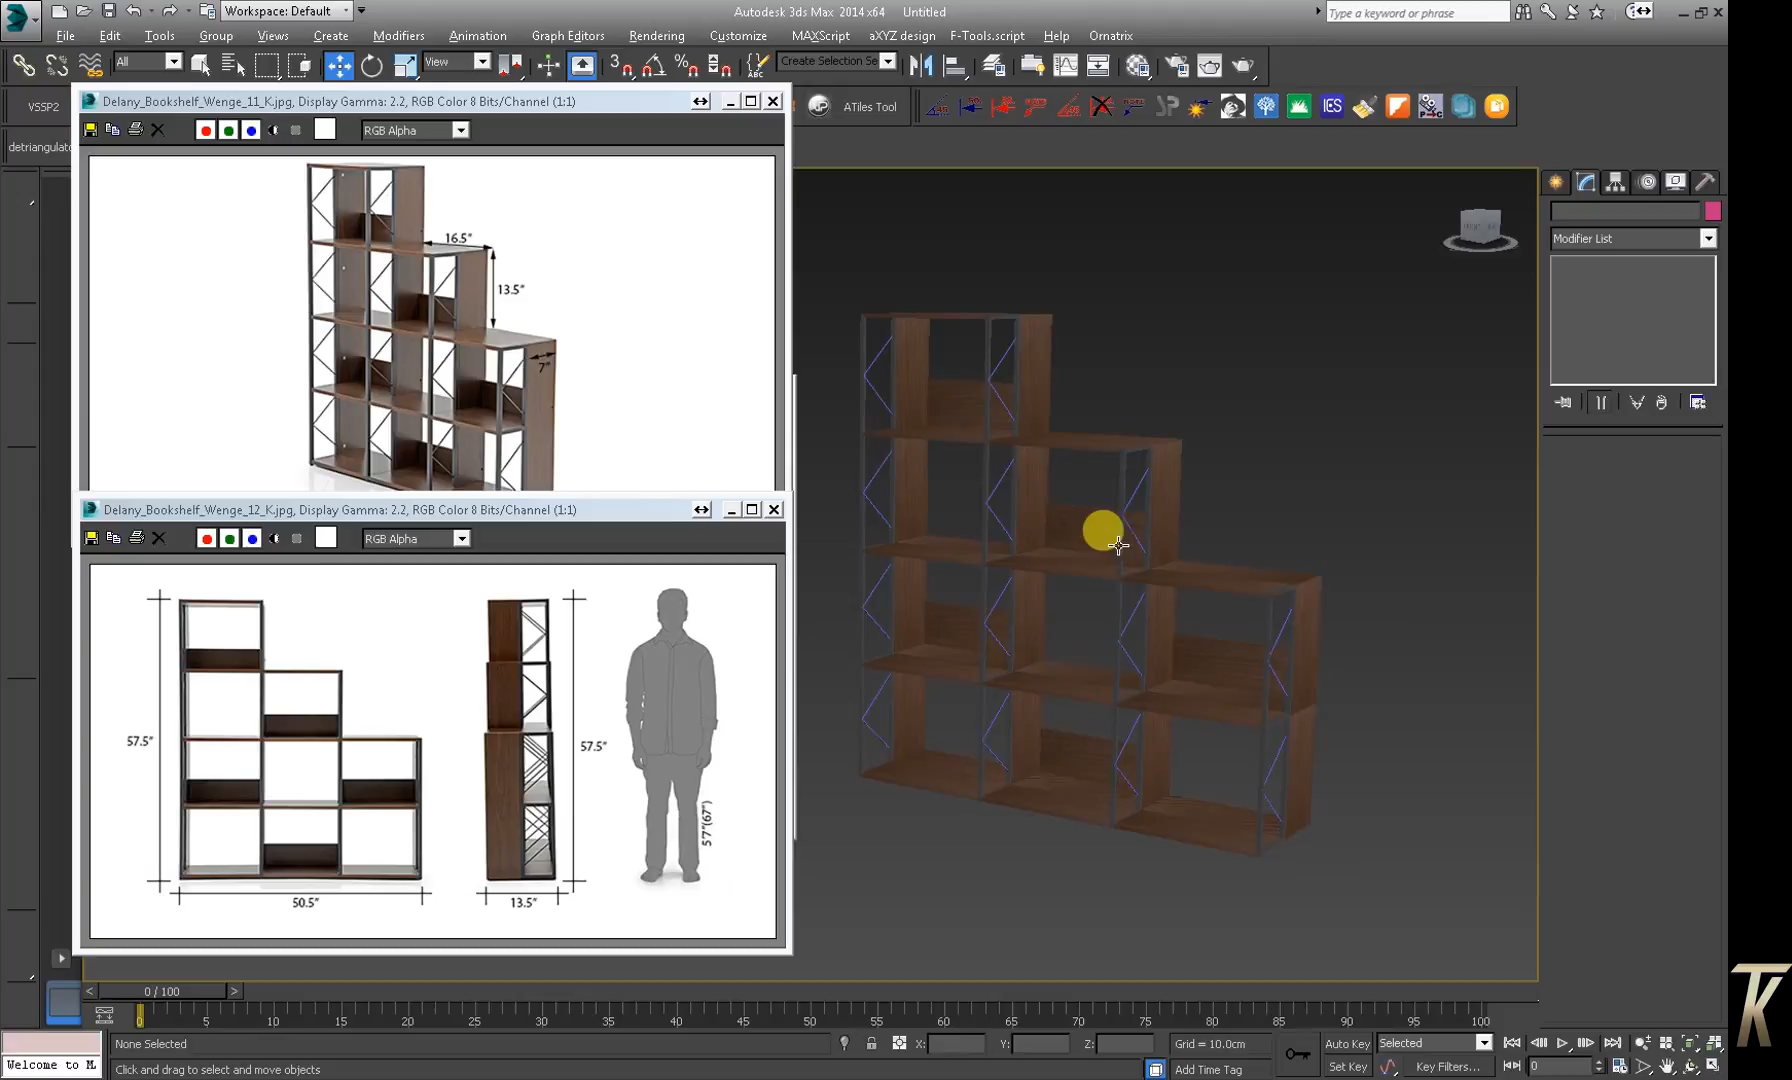 Workspace: Default
Autodesk 3ds Max 2014 x64 Untitled
Type a keyword or phrase
File Edit Tools Group Views Create Modifiers Animation Graph Editors Rendering Customize MAXScript aXYZ design F-Tools.script Help Ornatrix
All
View
3
Create Selection Se
VSSP2
ATiles Tool
IES
detriangulato
Delany_Bookshelf_Wenge_11_K.jpg, Display Gamma: 2.2, RGB Color 8 Bits/Channel (1:1)
RGB Alpha
16.5"
13.5"
7"
Delany_Bookshelf_Wenge_12_K.jpg, Display Gamma: 2.2, RGB Color 8 Bits/Channel (1:1)
RGB Alpha
57.5"
57.5"
5'7"(67")
50.5"
13.5"
Modifier List
0 / 100
0 5 10 15 20 25 30 35 40 45 50 55 60 65 70 75 80 85 90 95 100
None Selected
X: Y: Z:
Grid = 10.0cm
Auto Key
Selected
Welcome to M
Click and drag to select and move objects
Add Time Tag
Set Key
Key Filters...
0
TK